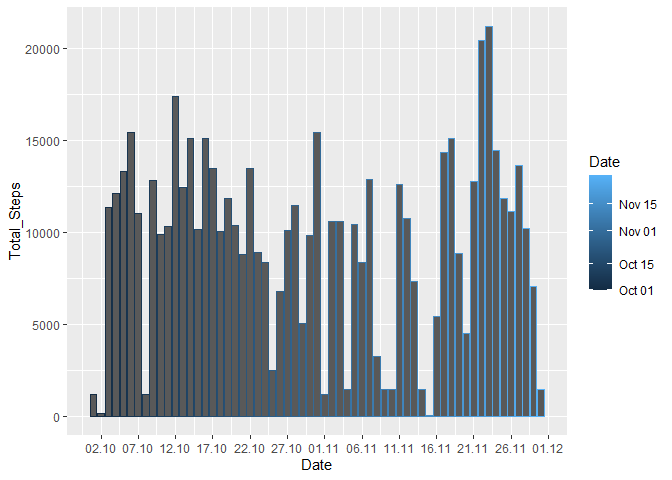 Total_Steps
20000
15000
10000
5000
0
02.10 07.10 12.10 17.10 22.10 27.10 01.11 06.11 11.11 16.11 21.11 26.11 01.12
Date
Date
Nov 15
Nov 01
Oct 15
Oct 01